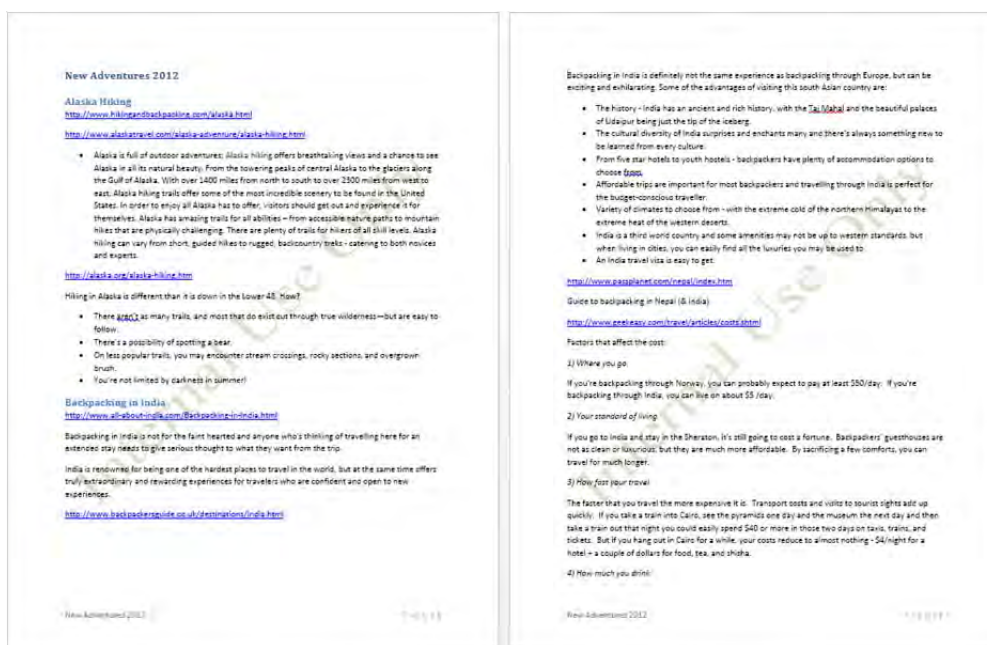 New Adventures 2012
Alaska Hiking
http://www.hikingandbackpacking.com/alaska.html
http://www.alaskatravel.com/alaska-adventure/alaska-hiking.html
• Alaska is full of outdoor adventures; Alaska hiking offers breathtaking views and a chance to see
Alaska in all its natural beauty. From the towering peaks of central Alaska to the glaciers along
the Gulf of Alaska. With over 1400 miles from north to south to over 2300 miles from west to
east, Alaska hiking trails offer some of the most incredible scenery to be found in the United
States. In order to enjoy all Alaska has to offer, visitors should get out and experience it for
themselves. Alaska has amazing trails for all abilities – from accessible nature paths to mountain
hikes that are physically challenging. There are plenty of trails for hikers of all skill levels. Alaska
hiking can vary from short, guided hikes to rugged, backcountry treks - catering to both novices
and experts.
http://alaska.org/alaska-hiking.htm
Hiking in Alaska is different than it is down in the Lower 48. How?
• There aren't as many trails, and most that do exist cut through true wilderness—but are easy to
follow.
• There's a possibility of spotting a bear.
• On less popular trails, you may encounter stream crossings, rocky sections, and overgrown
brush.
• You're not limited by darkness in summer!
Backpacking in India
http://www.all-about-india.com/Backpacking-in-India.html
Backpacking in India is not for the faint hearted and anyone who's thinking of travelling here for an
extended stay needs to give serious thought to what they want from the trip.
India is renowned for being one of the hardest places to travel in the world, but at the same time offers
truly extraordinary and rewarding experiences for travelers who are confident and open to new
experiences.
http://www.backpackersguide.co.uk/destinations/india.html
New Adventures 2012
Internal Use Only
Backpacking in India is definitely not the same experience as backpacking through Europe, but can be
exciting and exhilarating. Some of the advantages of visiting this south Asian country are:
• The history - India has an ancient and rich history, with the Taj Mahal and the beautiful palaces
of Udaipur being just the tip of the iceberg.
• The cultural diversity of India surprises and enchants many and there's always something new to
be learned from every culture.
• From five star hotels to youth hostels - backpackers have plenty of accommodation options to
choose from.
• Affordable trips are important for most backpackers and travelling through India is perfect for
the budget-conscious traveller.
• Variety of climates to choose from - with the extreme cold of the northern Himalayas to the
extreme heat of the western deserts.
• India is a third world country and some amenities may not be up to western standards, but
when living in cities, you can easily find all the luxuries you may be used to.
• An India travel visa is easy to get.
http://www.passplanet.com/nepal/index.htm
Guide to backpacking in Nepal (& India)
http://www.geekeasy.com/travel/articles/costs.shtml
Factors that affect the cost:
1) Where you go
If you're backpacking through Norway, you can probably expect to pay at least $50/day. If you're
backpacking through India, you can live on about $5 /day.
2) Your standard of living
If you go to India and stay in the Sheraton, it's still going to cost a fortune. Backpackers' guesthouses are
not as clean or luxurious, but they are much more affordable. By sacrificing a few comforts, you can
travel for much longer.
3) How fast your travel
The faster that you travel the more expensive it is. Transport costs and visits to tourist sights add up
quickly. If you take a train into Cairo, see the pyramids one day and the museum the next day and then
take a train out that night you could easily spend $40 or more in those two days on taxis, trains, and
tickets. But if you hang out in Cairo for a while, your costs reduce to almost nothing - $4/night for a
hotel + a couple of dollars for food, tea, and shisha.
4) How much you drink
New Adventures 2012
Internal Use Only